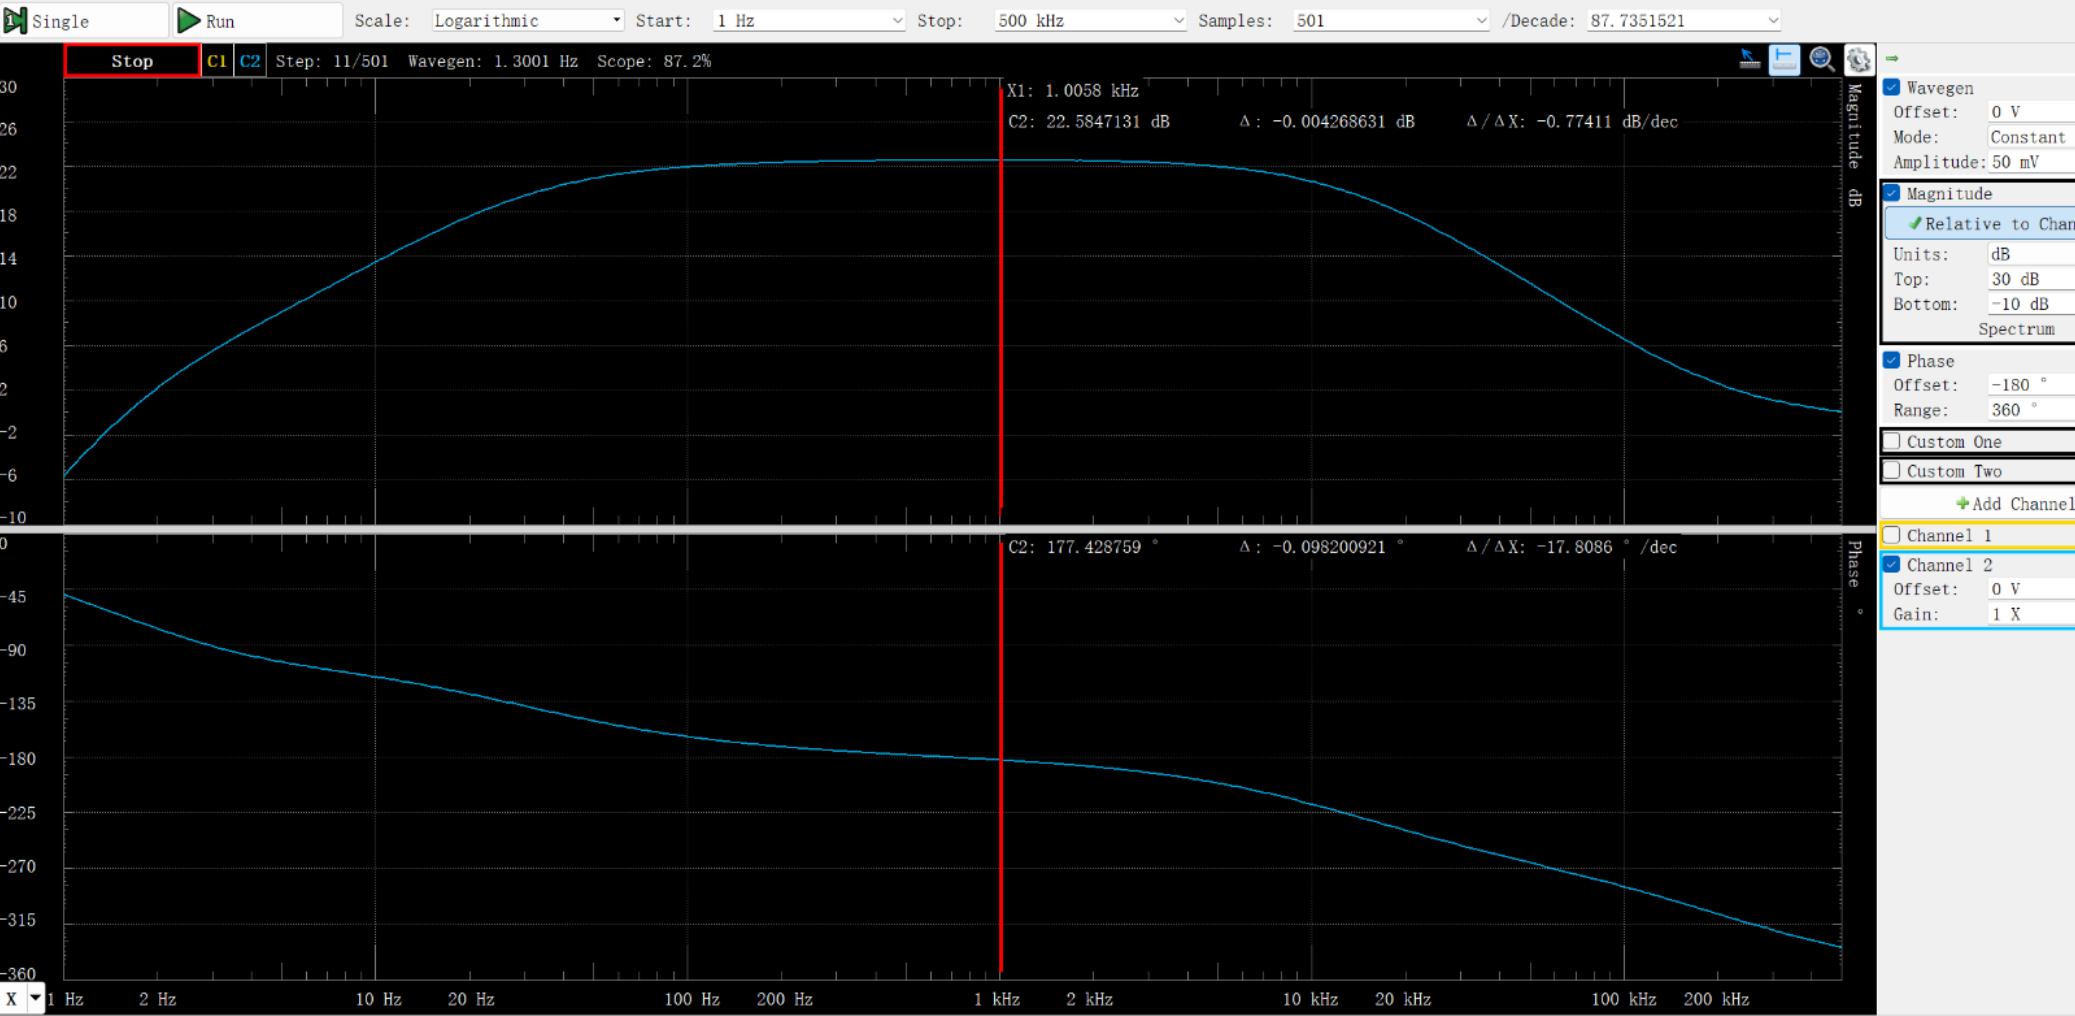 Single Run Scale: Logarithmic Start: 1 Hz Stop: 500 kHz Samples: 501 /Decade: 87.7351521
Stop C1 C2 Step: 11/501 Wavegen: 1.3001 Hz Scope: 87.2%
X1: 1.0058 kHz
C2: 22.5847131 dB Δ: -0.004268631 dB Δ/ΔX: -0.77411 dB/dec
30
26
22
18
14
10
6
2
-2
-6
-10
Magnitude dB
C2: 177.428759 ° Δ: -0.098200921 ° Δ/ΔX: -17.8086 °/dec
0
-45
-90
-135
-180
-225
-270
-315
-360
Phase °
X 1 Hz 2 Hz 10 Hz 20 Hz 100 Hz 200 Hz 1 kHz 2 kHz 10 kHz 20 kHz 100 kHz 200 kHz
Wavegen
Offset: 0 V
Mode: Constant
Amplitude: 50 mV
Magnitude
Relative to Chan
Units: dB
Top: 30 dB
Bottom: -10 dB
Spectrum
Phase
Offset: -180 °
Range: 360 °
Custom One
Custom Two
Add Channel
Channel 1
Channel 2
Offset: 0 V
Gain: 1 X